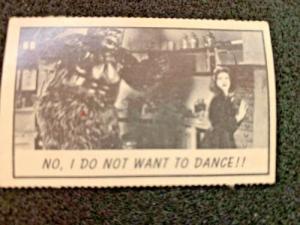 NO, I DO NOT WANT TO DANCE!!